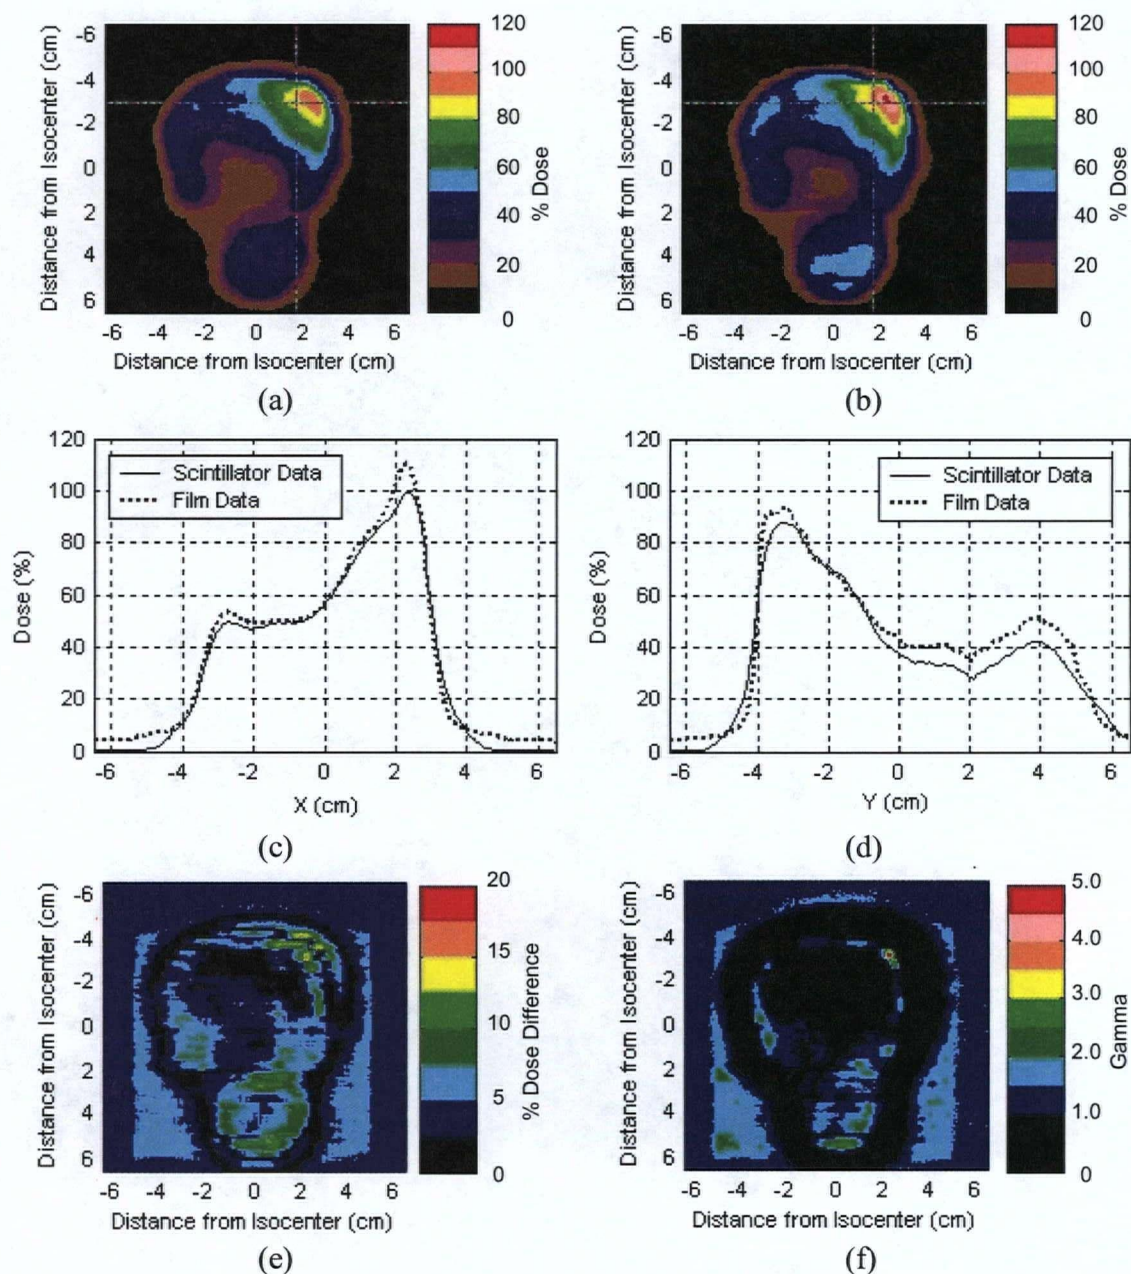 -6
-4
-2
0
2
4
6
Distance from Isocenter (cm)
-6 -4 -2 0 2 4 6
Distance from Isocenter (cm)
120
100
80
60
40
20
0
% Dose
(a)
-6
-4
-2
0
2
4
6
Distance from Isocenter (cm)
-6 -4 -2 0 2 4 6
Distance from Isocenter (cm)
120
100
80
60
40
20
0
% Dose
(b)
120
100
80
60
40
20
0
Dose (%)
Scintillator Data
Film Data
-6 -4 -2 0 2 4 6
X (cm)
(c)
120
100
80
60
40
20
0
Dose (%)
Scintillator Data
Film Data
-6 -4 -2 0 2 4 6
Y (cm)
(d)
-6
-4
-2
0
2
4
6
Distance from Isocenter (cm)
-6 -4 -2 0 2 4 6
Distance from Isocenter (cm)
20
15
10
5
0
% Dose Difference
(e)
-6
-4
-2
0
2
4
6
Distance from Isocenter (cm)
-6 -4 -2 0 2 4 6
Distance from Isocenter (cm)
5.0
4.0
3.0
2.0
1.0
0
Gamma
(f)